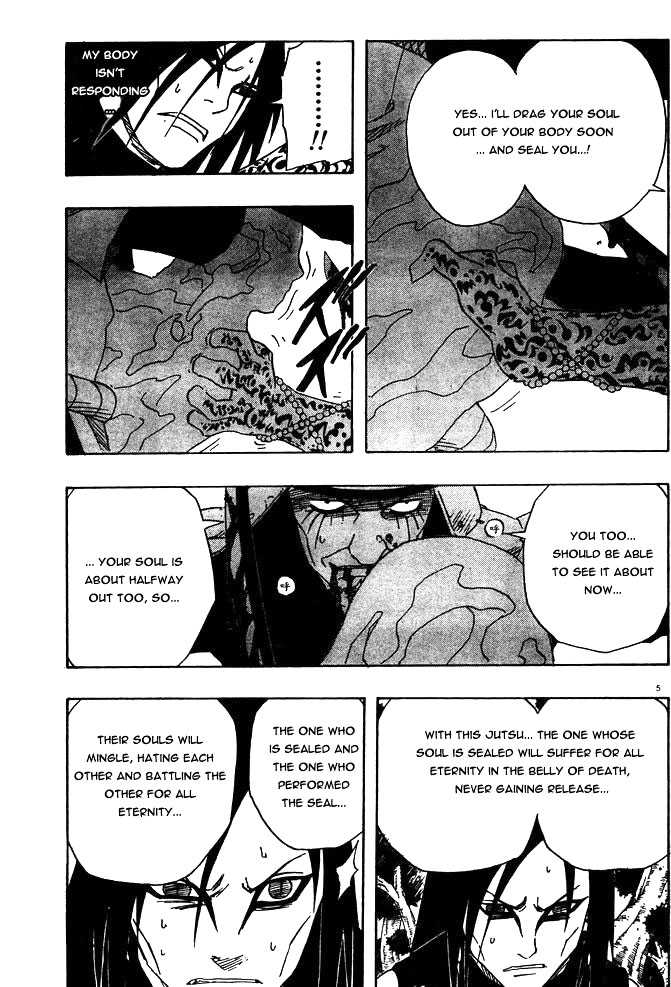 YES... I'LL DRAG YOUR SOUL
OUT OF YOUR BODY SOON
... AND SEAL YOU...!
........!!
MY BODY
ISN'T
RESPONDING
YOU TOO...
SHOULD BE ABLE
TO SEE IT ABOUT
NOW...
... YOUR SOUL IS
ABOUT HALFWAY
OUT TOO, SO...
5
WITH THIS JUTSU... THE ONE WHOSE
SOUL IS SEALED WILL SUFFER FOR ALL
ETERNITY IN THE BELLY OF DEATH,
NEVER GAINING RELEASE...
THE ONE WHO
IS SEALED AND
THE ONE WHO
PERFORMED
THE SEAL...
THEIR SOULS WILL
MINGLE, HATING EACH
OTHER AND BATTLING THE
OTHER FOR ALL
ETERNITY...